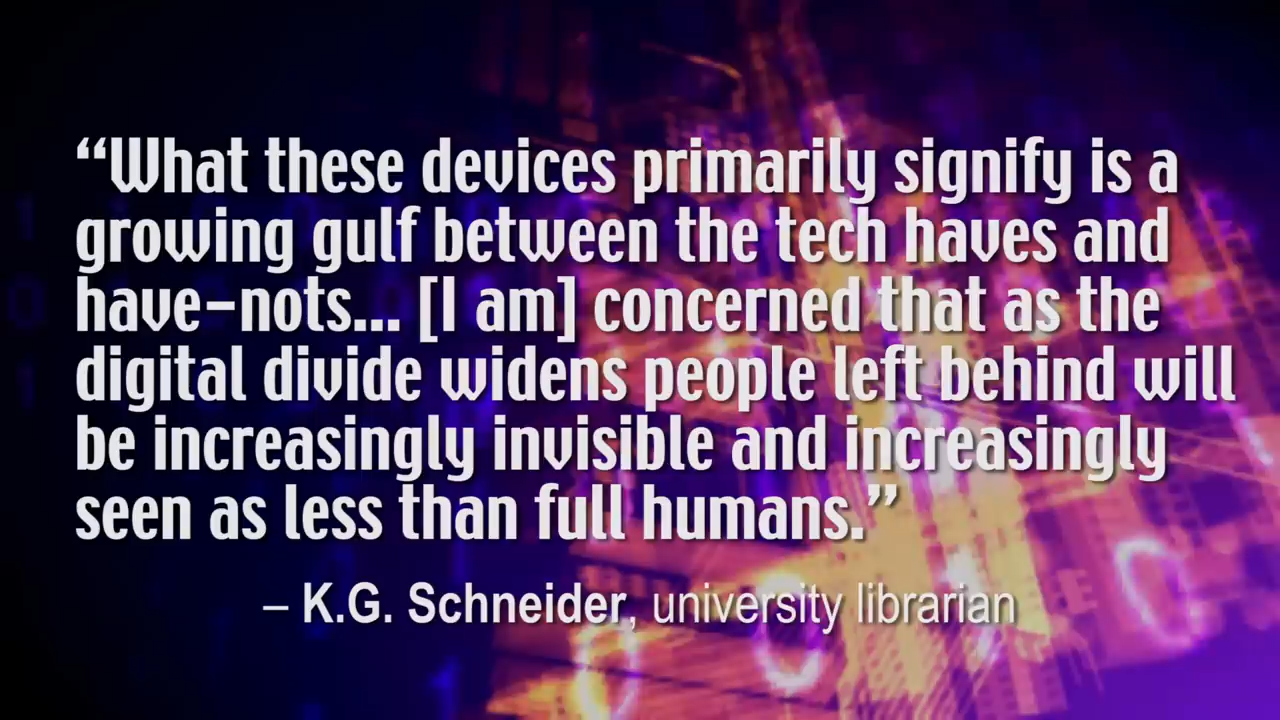 “What these devices primarily signify is a
growing gulf between the tech haves and
have–nots... [I am] concerned that as the
digital divide widens people left behind will
be increasingly invisible and increasingly
seen as less than full humans.”
– K.G. Schneider, university librarian